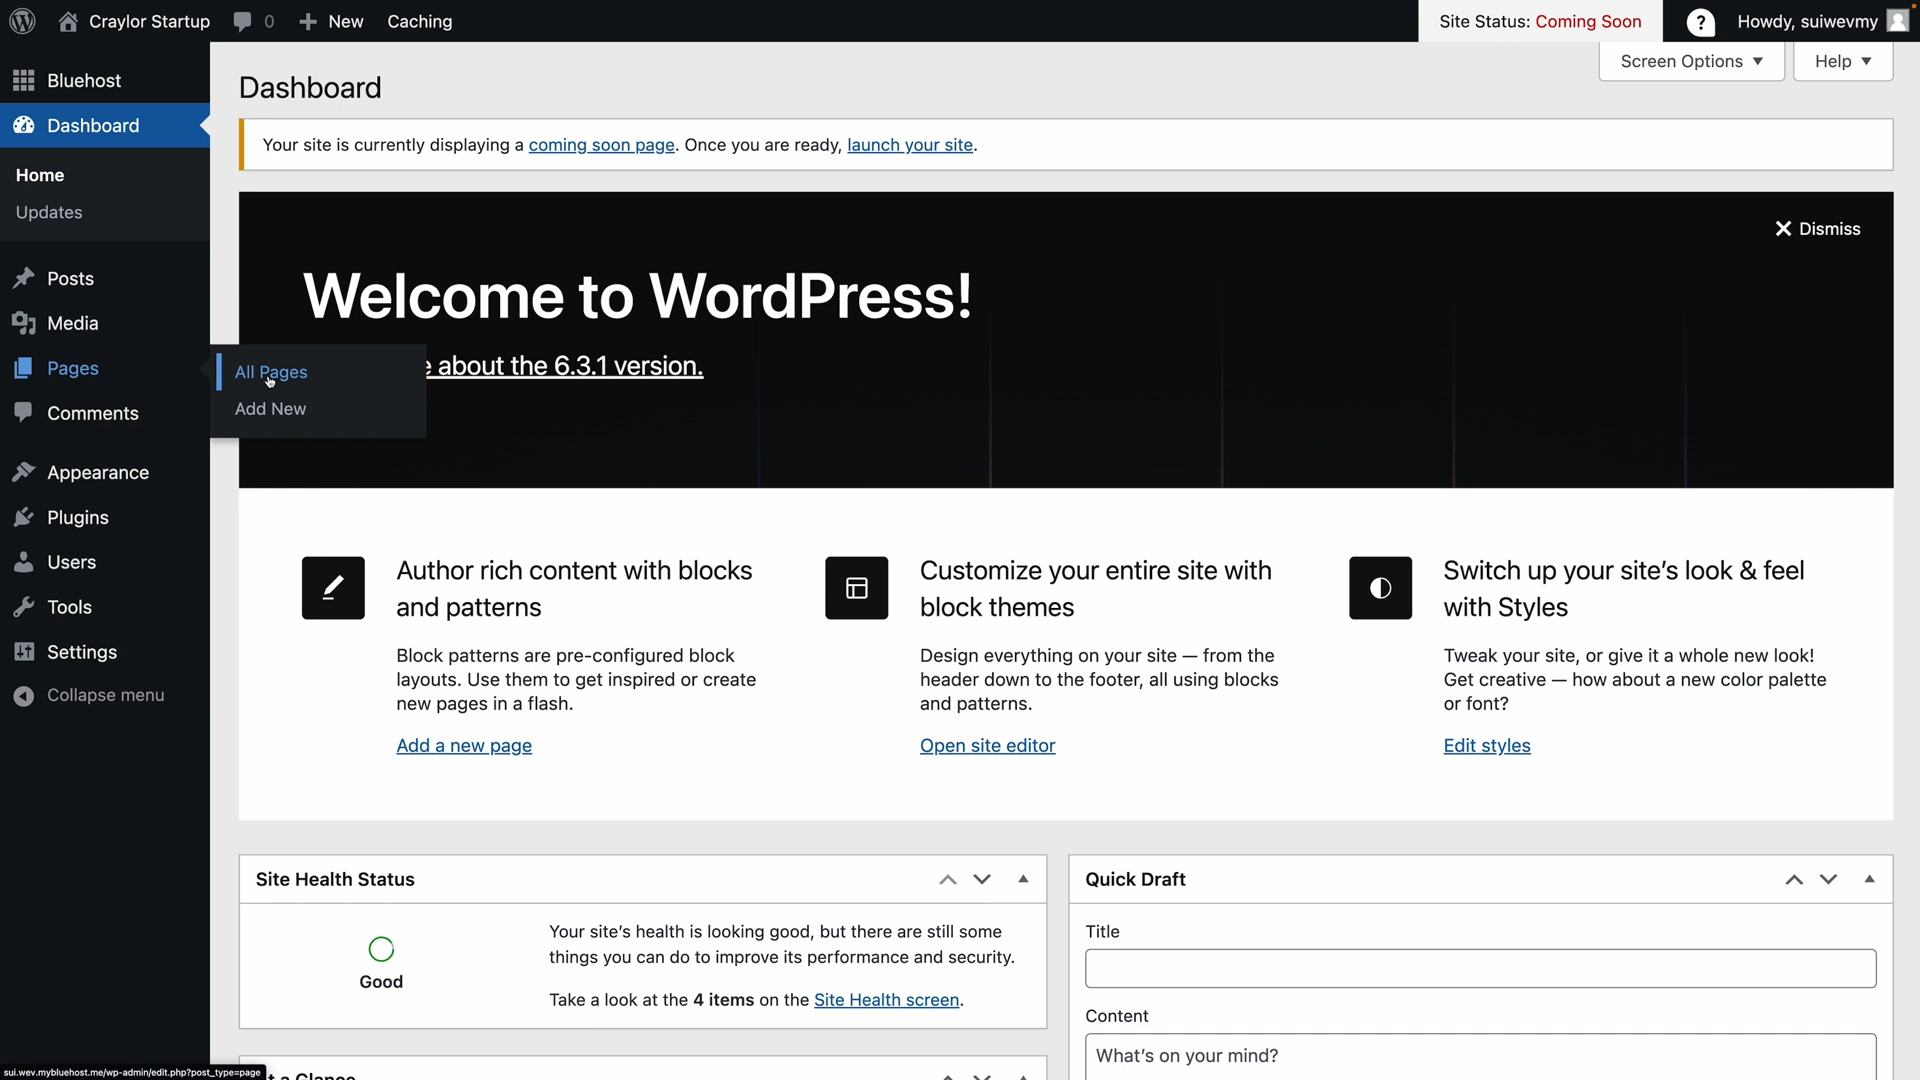 Craylor Startup 0 New Caching Site Status: Coming Soon ? Howdy, suiwevmy
Screen Options Help
Bluehost
Dashboard
Home
Updates
Posts
Media
Pages
Comments
Appearance
Plugins
Users
Tools
Settings
Collapse menu
All Pages
Add New
Dashboard
Your site is currently displaying a coming soon page. Once you are ready, launch your site.
Dismiss
Welcome to WordPress!
about the 6.3.1 version.
Author rich content with blocks
and patterns
Block patterns are pre-configured block
layouts. Use them to get inspired or create
new pages in a flash.
Add a new page
Customize your entire site with
block themes
Design everything on your site — from the
header down to the footer, all using blocks
and patterns.
Open site editor
Switch up your site’s look & feel
with Styles
Tweak your site, or give it a whole new look!
Get creative — how about a new color palette
or font?
Edit styles
Site Health Status
Good
Your site’s health is looking good, but there are still some
things you can do to improve its performance and security.
Take a look at the 4 items on the Site Health screen.
Quick Draft
Title
Content
What’s on your mind?
sui.wev.mybluehost.me/wp-admin/edit.php?post_type=page
a Glance